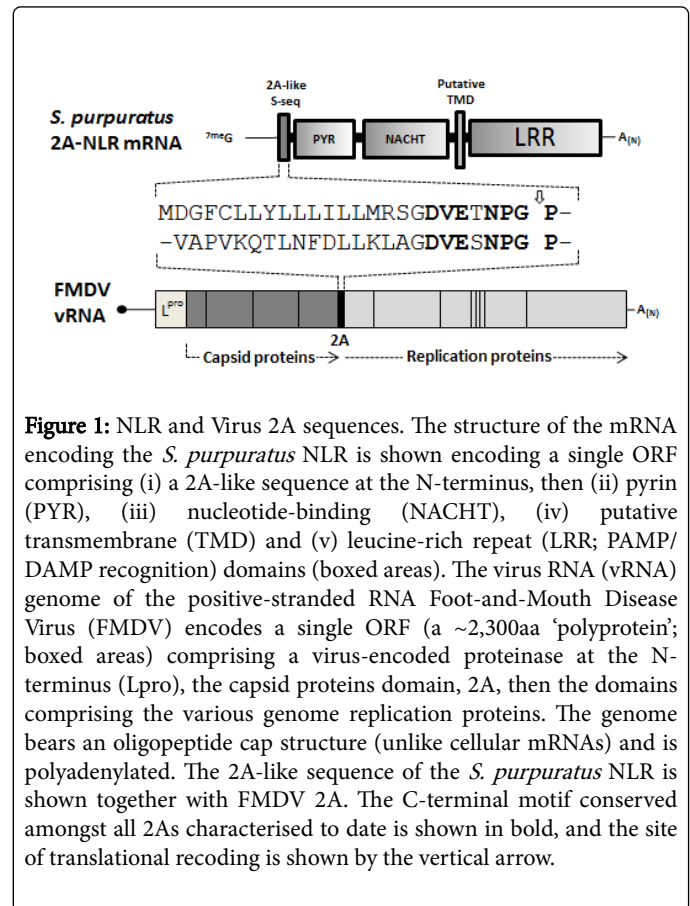 2A-like
S-seq
Putative
TMD
S. purpuratus
2A-NLR mRNA
7meG
PYR
NACHT
LRR
A(N)
MDGFCLLYLLLILLMRSGDVETNPG P-
-VAPVKQTLNFDLLKLAGDVESNPG P-
FMDV
vRNA
Lpro
A(N)
2A
Capsid proteins
Replication proteins
Figure 1: NLR and Virus 2A sequences. The structure of the mRNA
encoding the S. purpuratus NLR is shown encoding a single ORF
comprising (i) a 2A-like sequence at the N-terminus, then (ii) pyrin
(PYR), (iii) nucleotide-binding (NACHT), (iv) putative
transmembrane (TMD) and (v) leucine-rich repeat (LRR; PAMP/
DAMP recognition) domains (boxed areas). The virus RNA (vRNA)
genome of the positive-stranded RNA Foot-and-Mouth Disease
Virus (FMDV) encodes a single ORF (a ~2,300aa ‘polyprotein’;
boxed areas) comprising a virus-encoded proteinase at the N-
terminus (Lpro), the capsid proteins domain, 2A, then the domains
comprising the various genome replication proteins. The genome
bears an oligopeptide cap structure (unlike cellular mRNAs) and is
polyadenylated. The 2A-like sequence of the S. purpuratus NLR is
shown together with FMDV 2A. The C-terminal motif conserved
amongst all 2As characterised to date is shown in bold, and the site
of translational recoding is shown by the vertical arrow.